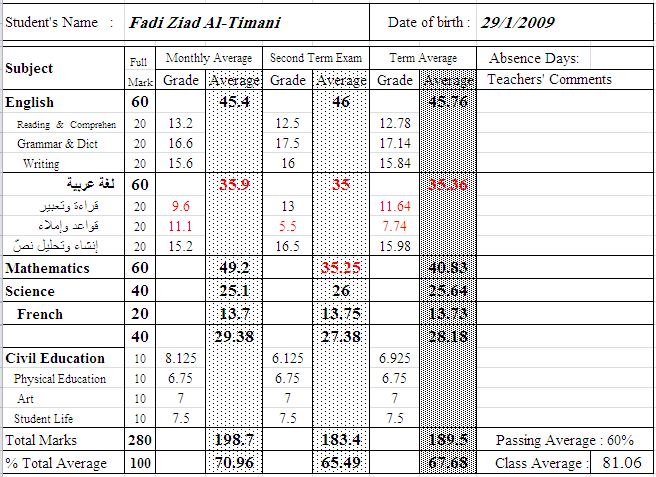 Student's Name : Fadi Ziad Al-Timani Date of birth : 29/1/2009
Subject Full Mark Monthly Average Second Term Exam Term Average Absence Days:
Grade Average Grade Average Grade Average Teachers' Comments
English 60 45.4 46 45.76
Reading & Comprehen 20 13.2 12.5 12.78
Grammar & Dict 20 16.6 17.5 17.14
Writing 20 15.6 16 15.84
لغة عربية 60 35.9 35 35.36
قراءة وتعبير 20 9.6 13 11.64
قواعد وإملاء 20 11.1 5.5 7.74
إنشاء وتحليل نصّ 20 15.2 16.5 15.98
Mathematics 60 49.2 35.25 40.83
Science 40 25.1 26 25.64
French 20 13.7 13.75 13.73
40 29.38 27.38 28.18
Civil Education 10 8.125 6.125 6.925
Physical Education 10 6.75 6.75 6.75
Art 10 7 7 7
Student Life 10 7.5 7.5 7.5
Total Marks 280 198.7 183.4 189.5 Passing Average : 60%
% Total Average 100 70.96 65.49 67.68 Class Average : 81.06